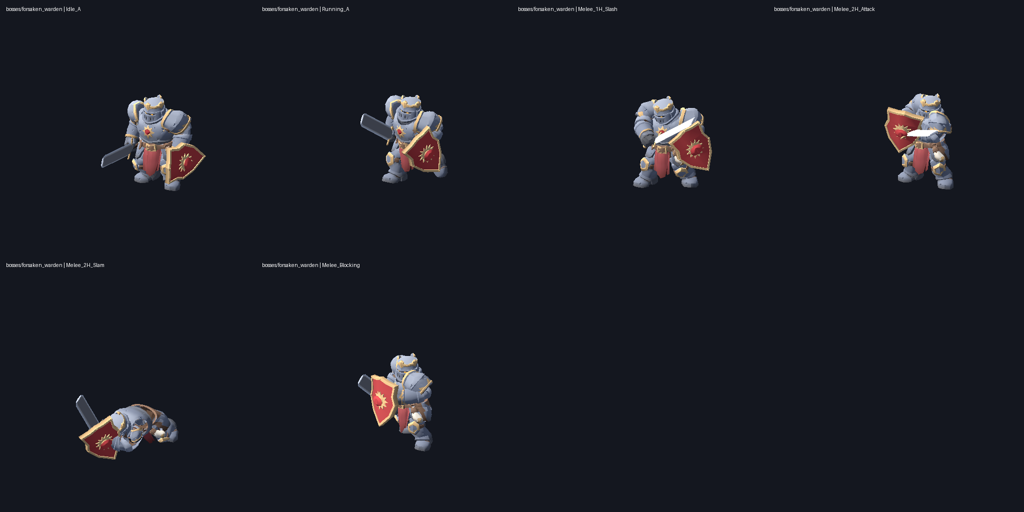 bosses/forsaken_warden | Idle_A
bosses/forsaken_warden | Running_A
bosses/forsaken_warden | Melee_1H_Slash
bosses/forsaken_warden | Melee_2H_Attack
bosses/forsaken_warden | Melee_2H_Slam
bosses/forsaken_warden | Melee_Blocking